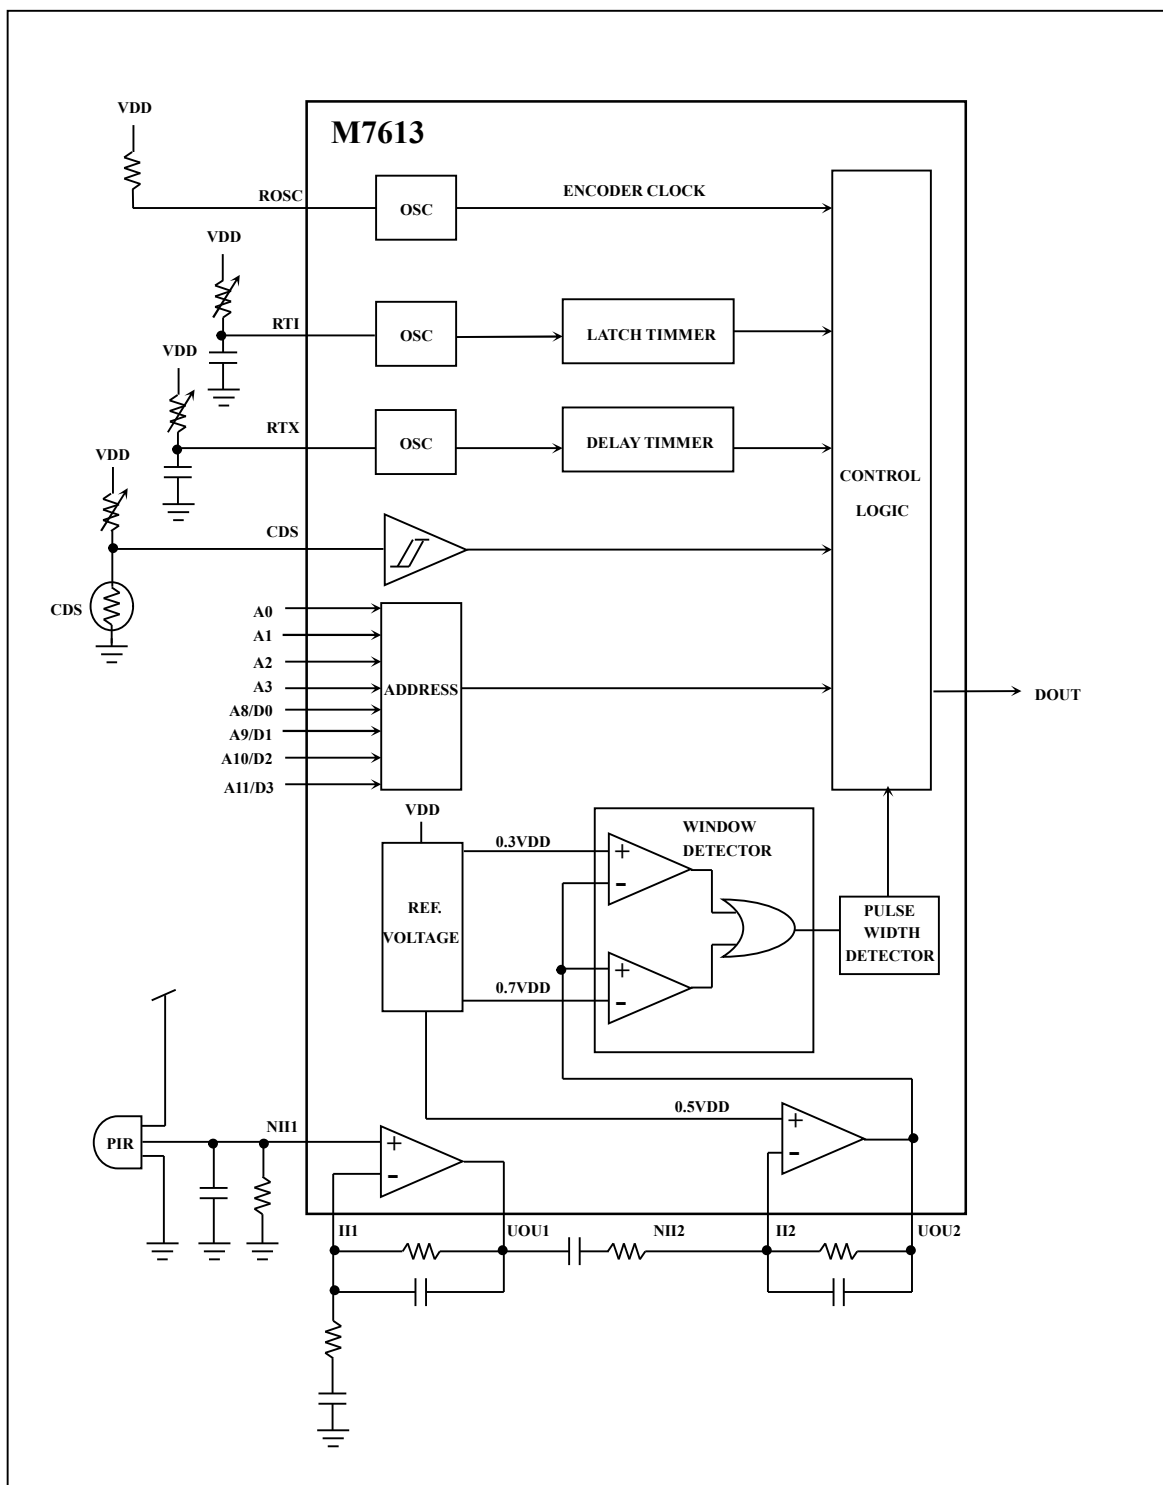 VDD
M7613
ROSC
OSC
ENCODER CLOCK
VDD
RTI
OSC
LATCH TIMMER
VDD
RTX
OSC
DELAY TIMMER
VDD
CONTROL
LOGIC
CDS
CDS
A0
A1
A2
A3
A8/D0
A9/D1
A10/D2
A11/D3
ADDRESS
DOUT
VDD
0.3VDD
WINDOW
DETECTOR
+
-
REF.
VOLTAGE
PULSE
WIDTH
DETECTOR
0.7VDD
+
-
0.5VDD
PIR
NII1
+
-
+
-
II1
UOU1
NII2
II2
UOU2